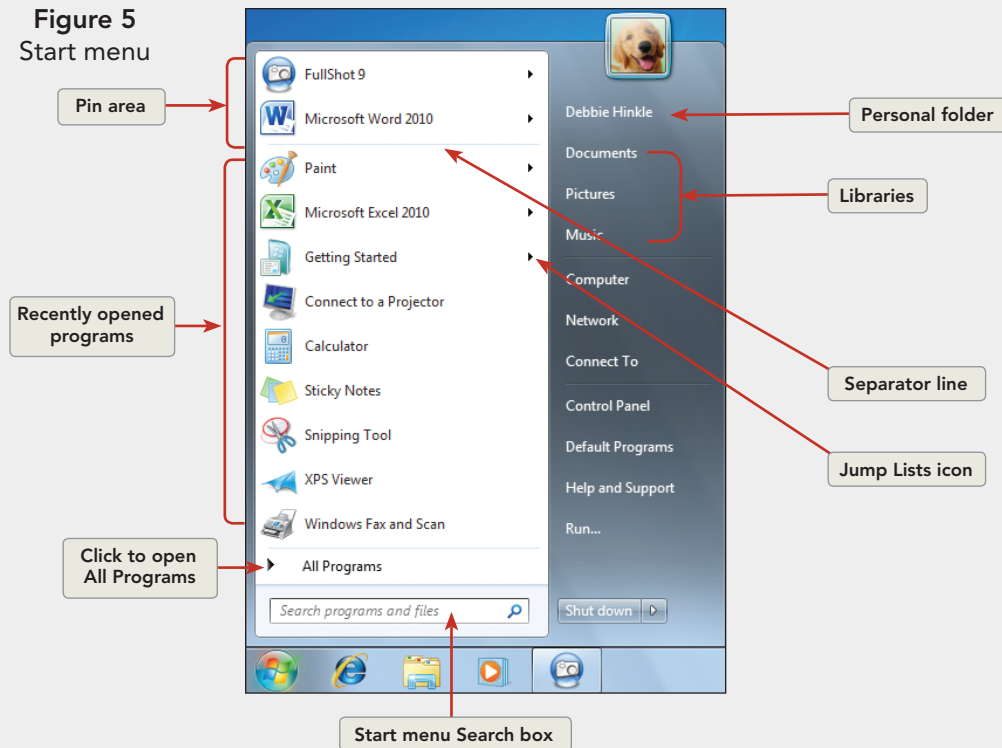 Figure 5
Start menu
Pin area
FullShot 9
Microsoft Word 2010
Paint
Microsoft Excel 2010
Getting Started
Connect to a Projector
Calculator
Sticky Notes
Snipping Tool
XPS Viewer
Windows Fax and Scan
All Programs
Search programs and files
Recently opened
programs
Click to open
All Programs
Debbie Hinkle
Documents
Pictures
Music
Computer
Network
Connect To
Control Panel
Default Programs
Help and Support
Run...
Shut down
Personal folder
Libraries
Separator line
Jump Lists icon
Start menu Search box